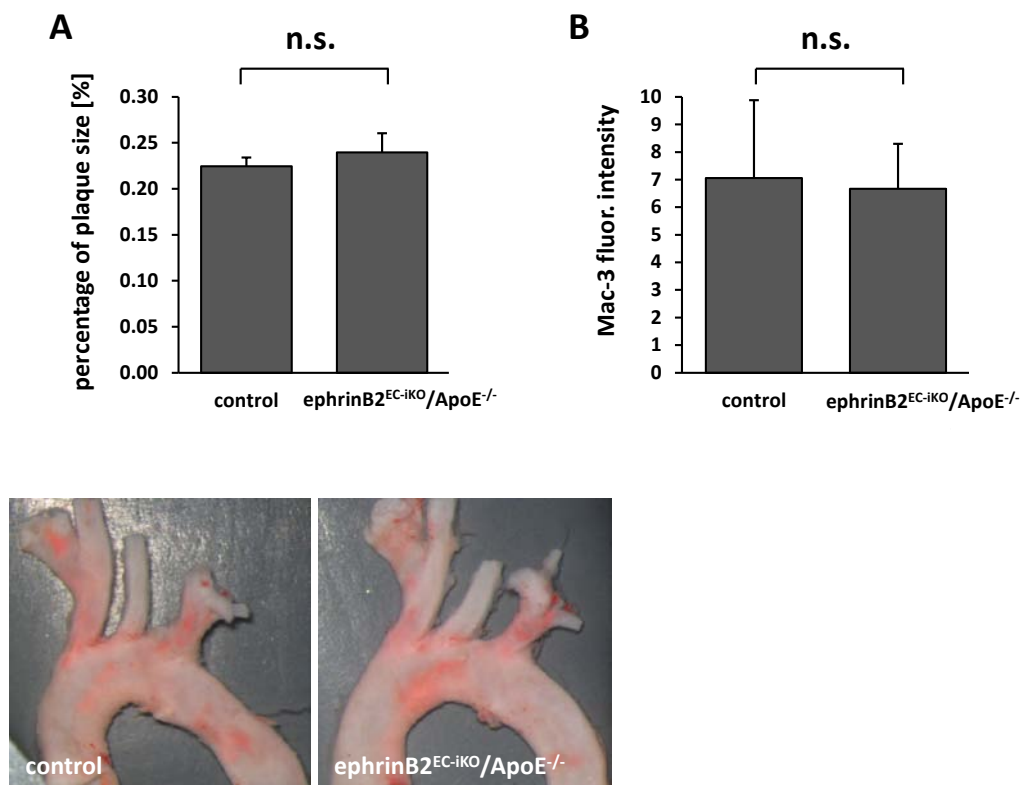 A
n.s.
percentage of plaque size [%]
0.30
0.25
0.20
0.15
0.10
0.05
0.00
control
ephrinB2EC-iKO/ApoE-/-
B
n.s.
Mac-3 fluor. intensity
10
9
8
7
6
5
4
3
2
1
0
control
ephrinB2EC-iKO/ApoE-/-
control
ephrinB2EC-iKO/ApoE-/-